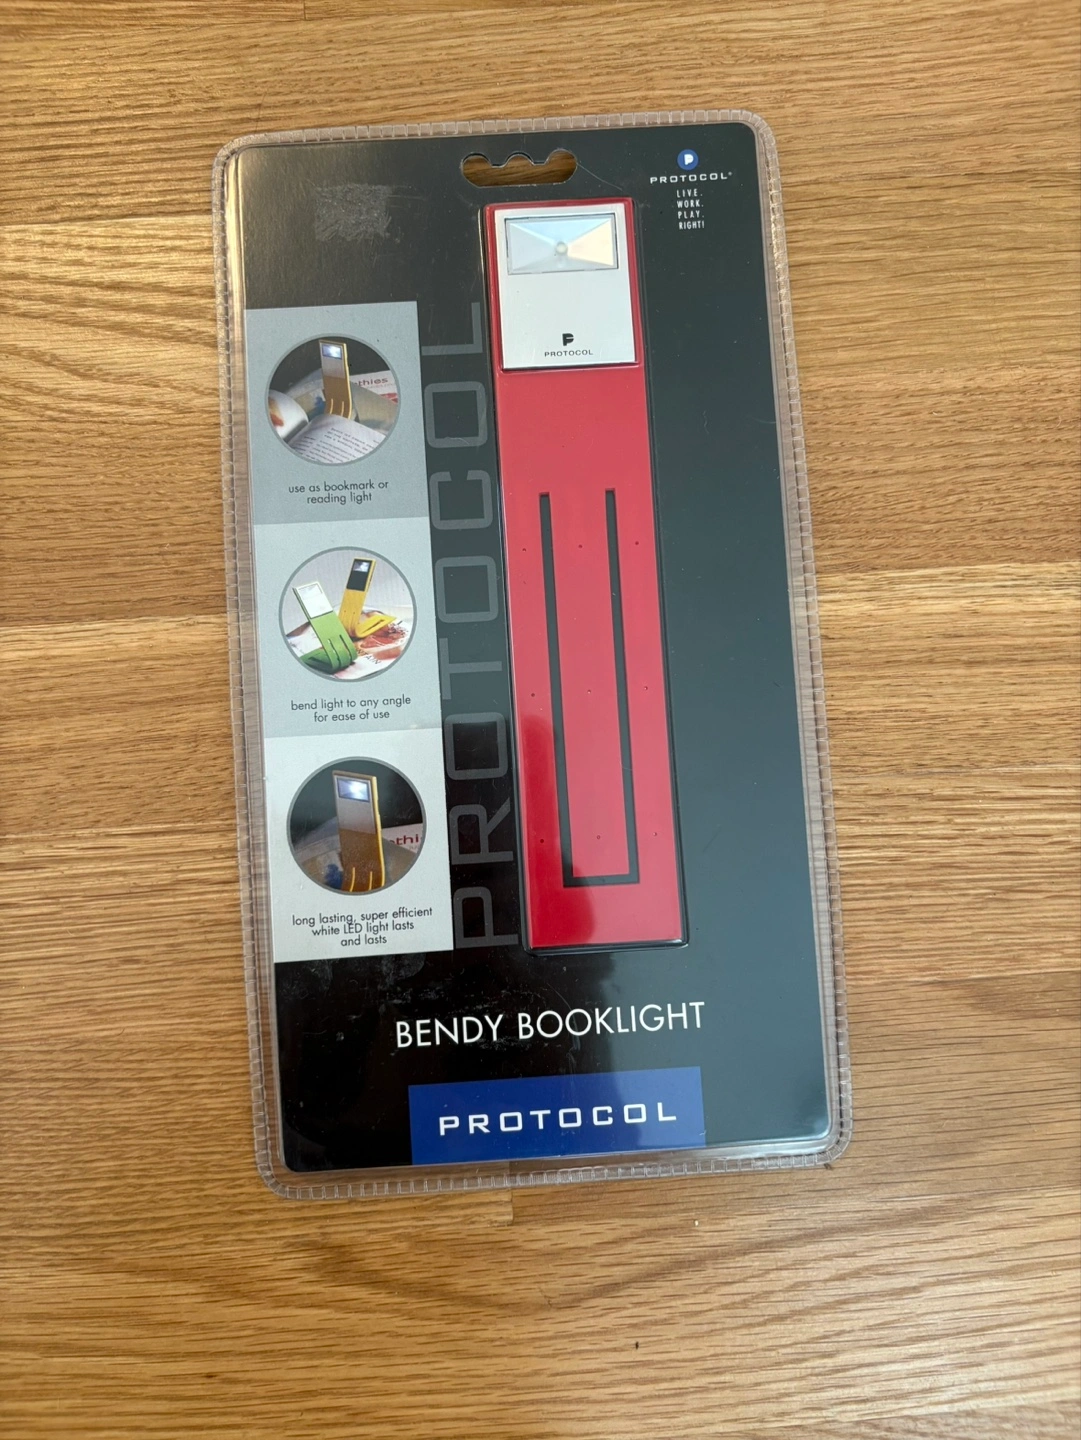 PROTOCOL®
LIVE.
WORK.
PLAY.
RIGHT!
PROTOCOL
use as bookmark or
reading light
bend light to any angle
for ease of use
long lasting, super efficient
white LED light lasts
and lasts
PROTOCOL
BENDY BOOKLIGHT
PROTOCOL